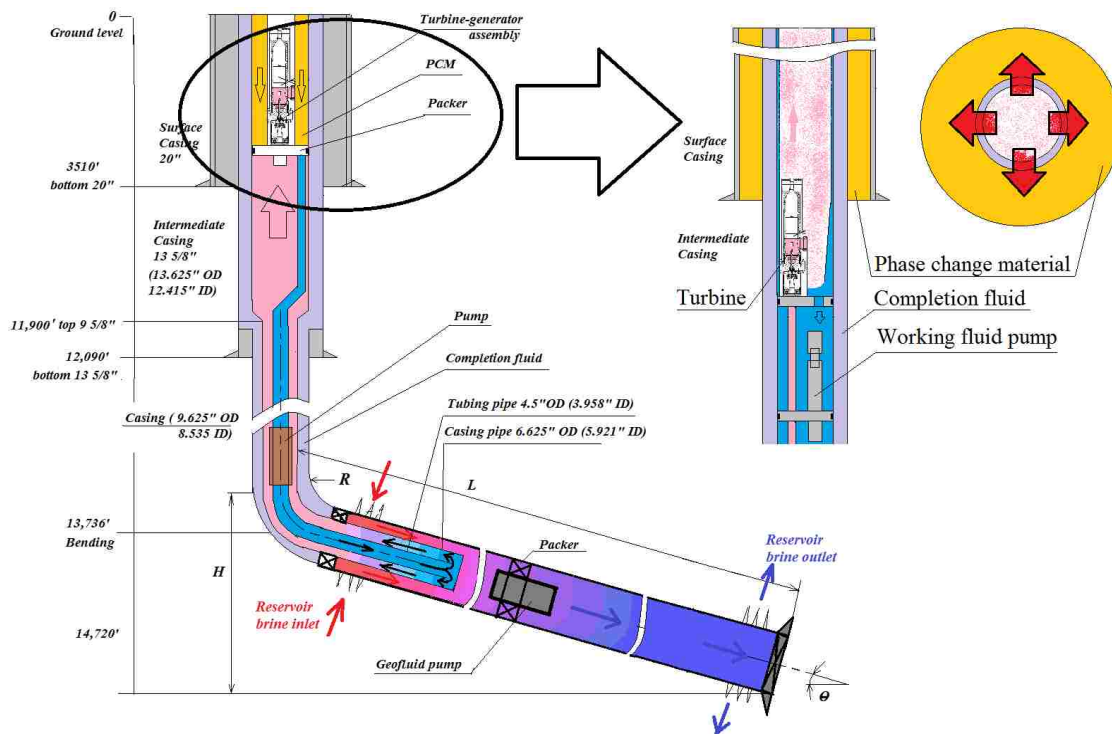 0
Ground level
Surface
Casing
20"
3510'
bottom 20"
Intermediate
Casing
13 5/8"
(13.625" OD
12.415" ID)
11,900' top 9 5/8"
12,090'
bottom 13 5/8"
Casing ( 9.625" OD
8.535 ID)
13,736'
Bending
14,720'
H
Turbine-generator
assembly
PCM
Packer
Pump
Completion fluid
Tubing pipe 4.5"OD (3.958" ID)
Casing pipe 6.625" OD (5.921" ID)
R
L
Reservoir
brine inlet
Packer
Geofluid pump
Reservoir
brine outlet
Θ
Surface
Casing
Intermediate
Casing
Turbine
Phase change material
Completion fluid
Working fluid pump